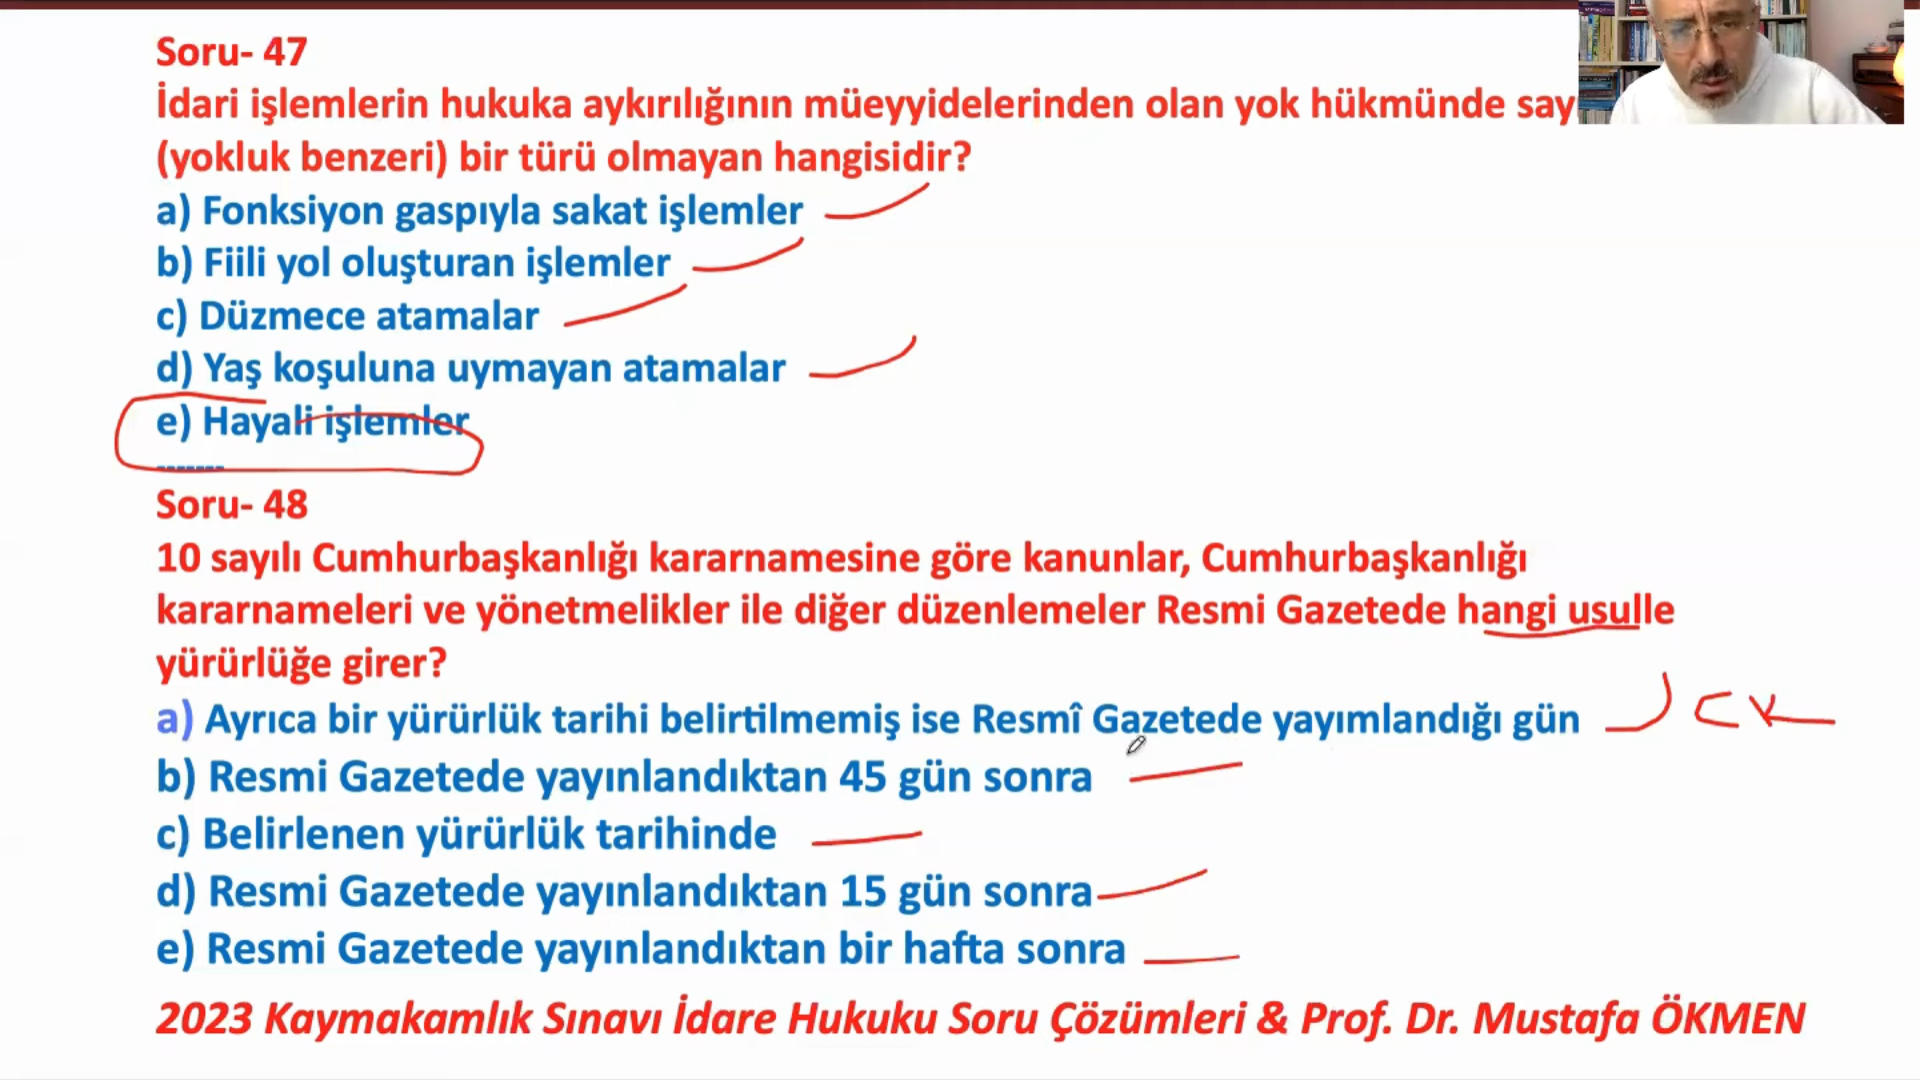 Soru- 47
İdari işlemlerin hukuka aykırılığının müeyyidelerinden olan yok hükmünde
(yokluk benzeri) bir türü olmayan hangisidir?
a) Fonksiyon gaspıyla sakat işlemler
b) Fiili yol oluşturan işlemler
c) Düzmece atamalar
d) Yaş koşuluna uymayan atamalar
e) Hayali işlemler
-------
Soru- 48
10 sayılı Cumhurbaşkanlığı kararnamesine göre kanunlar, Cumhurbaşkanlığı
kararnameleri ve yönetmelikler ile diğer düzenlemeler Resmi Gazetede hangi usulle
yürürlüğe girer?
a) Ayrıca bir yürürlük tarihi belirtilmemiş ise Resmî Gazetede yayımlandığı gün
b) Resmi Gazetede yayınlandıktan 45 gün sonra
c) Belirlenen yürürlük tarihinde
d) Resmi Gazetede yayınlandıktan 15 gün sonra
e) Resmi Gazetede yayınlandıktan bir hafta sonra
2023 Kaymakamlık Sınavı İdare Hukuku Soru Çözümleri & Prof. Dr. Mustafa ÖKMEN